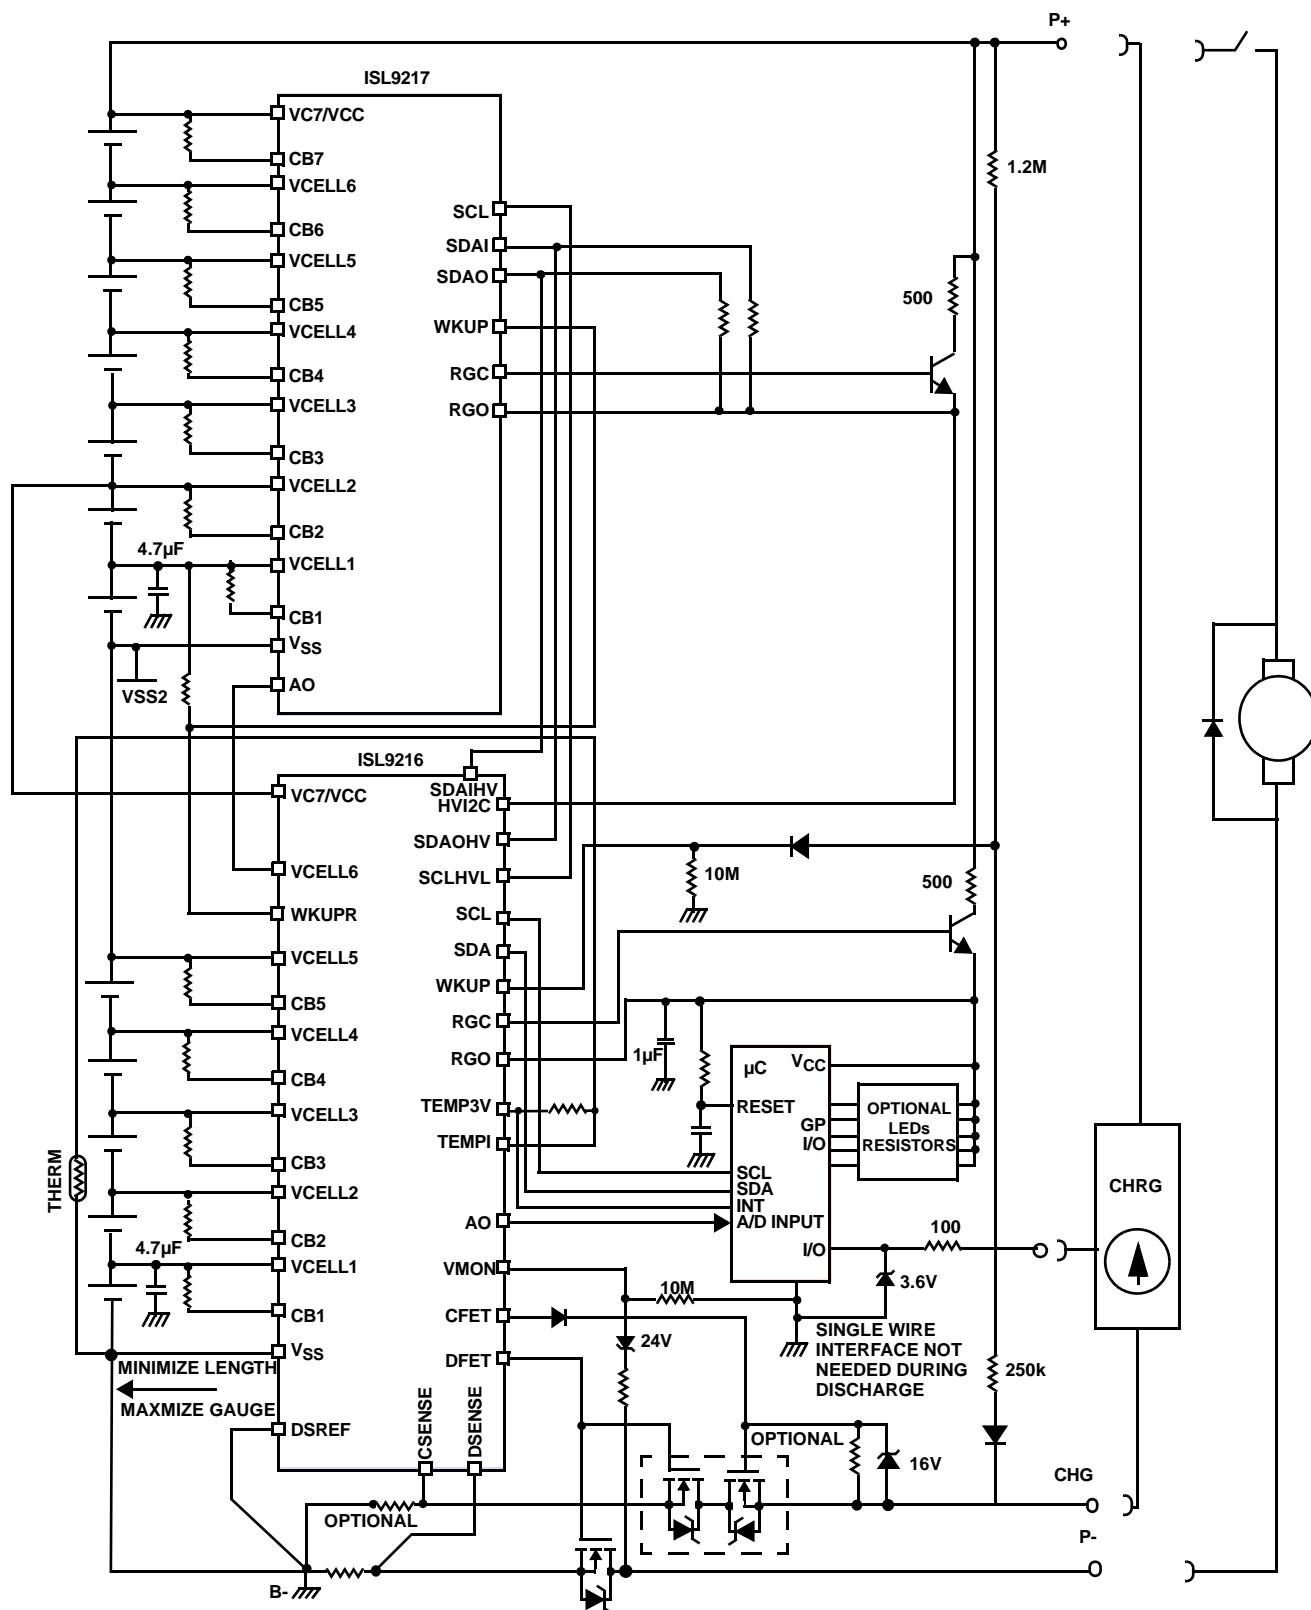 P+
ISL9217
VC7/VCC
CB7
VCELL6
CB6
VCELL5
CB5
VCELL4
CB4
VCELL3
CB3
VCELL2
CB2
4.7µF
VCELL1
CB1
VSS
VSS2
AO
SCL
SDAI
SDAO
WKUP
RGC
RGO
1.2M
500
ISL9216
VC7/VCC
VCELL6
WKUPR
VCELL5
CB5
VCELL4
CB4
VCELL3
CB3
VCELL2
CB2
4.7µF
VCELL1
CB1
VSS
DSREF
THERM
MINIMIZE LENGTH
MAXMIZE GAUGE
SDAIHV
HVI2C
SDAOHV
SCLHVL
SCL
SDA
WKUP
RGC
RGO
TEMP3V
TEMPI
AO
VMON
CFET
DFET
CSENSE
DSENSE
10M
500
1µF
µC
VCC
RESET
GP
I/O
SCL
SDA
INT
A/D INPUT
I/O
OPTIONAL
LEDs
RESISTORS
100
3.6V
CHRG
10M
24V
SINGLE WIRE
INTERFACE NOT
NEEDED DURING
DISCHARGE
250k
OPTIONAL
16V
CHG
OPTIONAL
P-
B-